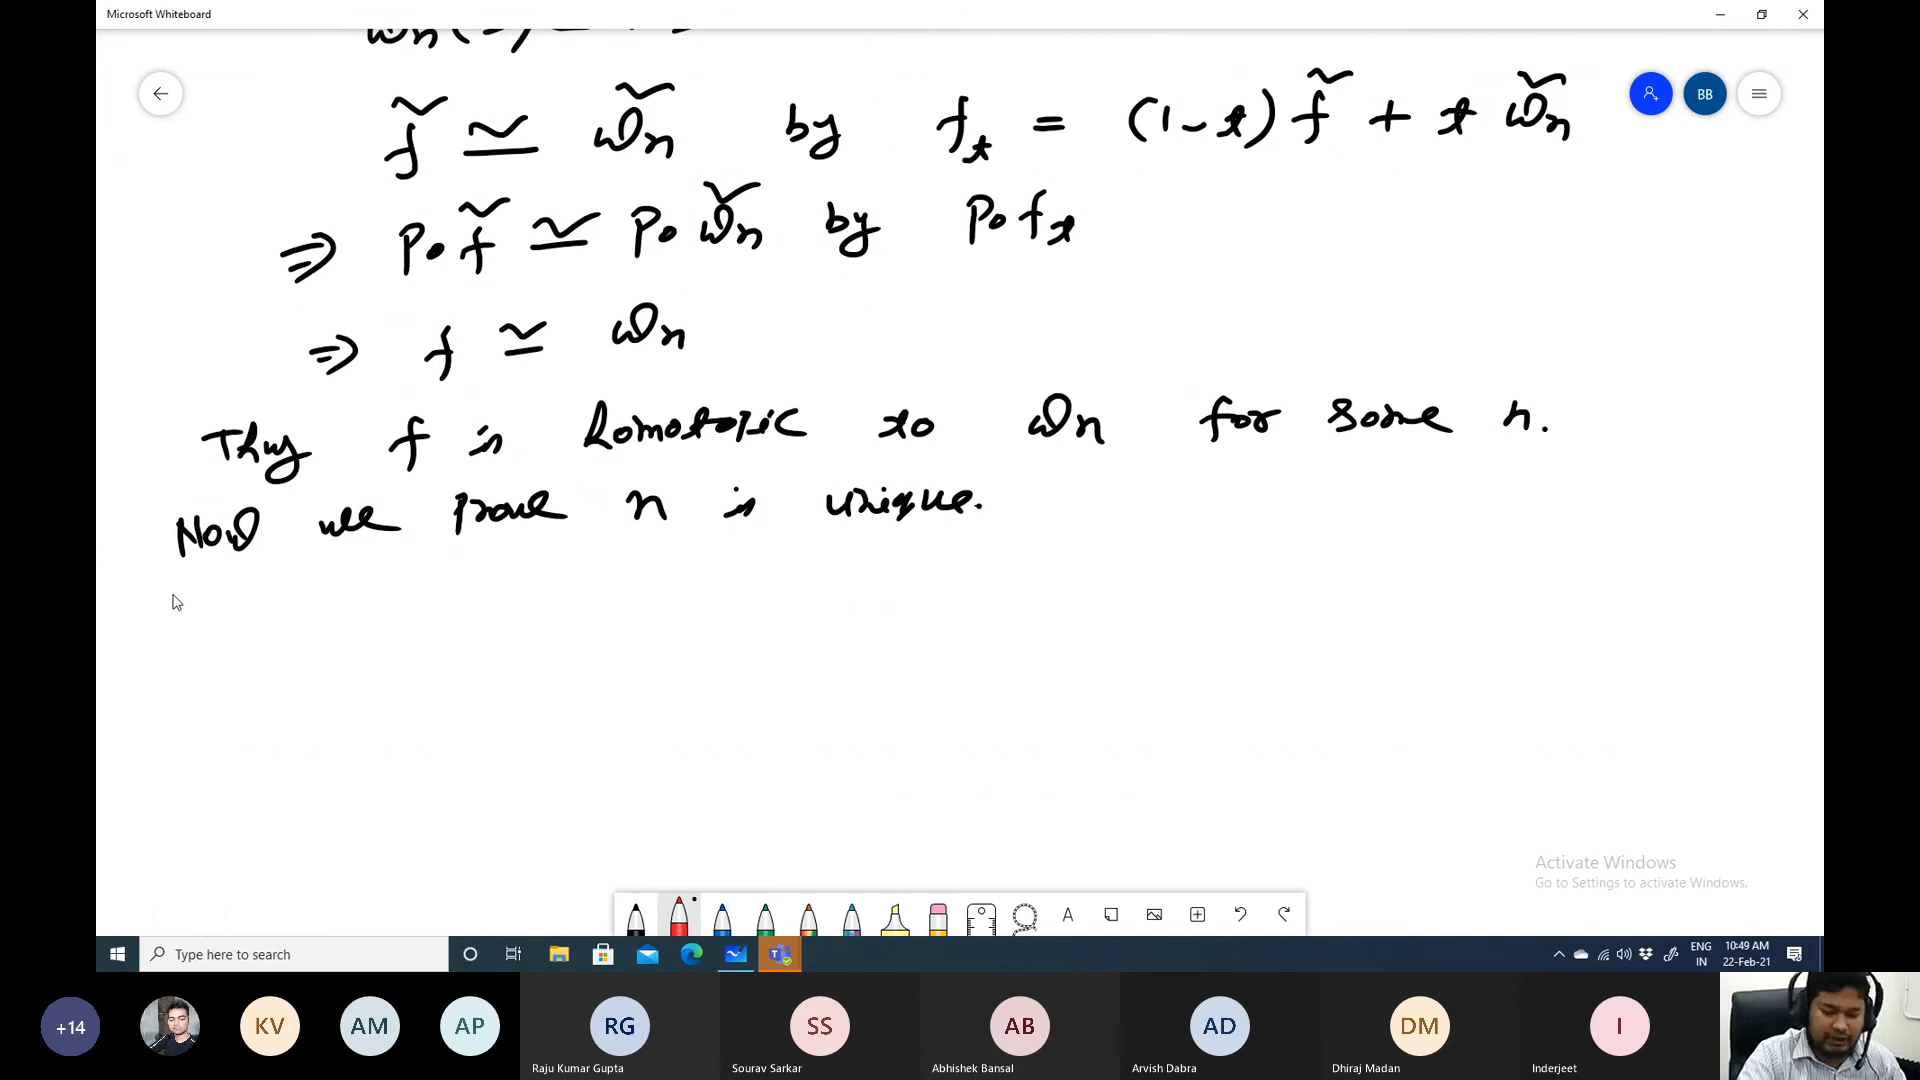 Microsoft Whiteboard
f̃ ≃ ω̃n by ft = (1-t) f̃ + t ω̃n
⇒ p∘f̃ ≃ p∘ω̃n by p∘ft
⇒ f ≃ ωn
Thus f is homotopic to ωn for some n.
Now we prove n is unique.
BB
Activate Windows
Go to Settings to activate Windows.
A
Type here to search
ENG
IN
10:49 AM
22-Feb-21
+14
KV
AM
AP
RG
SS
AB
AD
DM
I
Raju Kumar Gupta
Sourav Sarkar
Abhishek Bansal
Arvish Dabra
Dhiraj Madan
Inderjeet